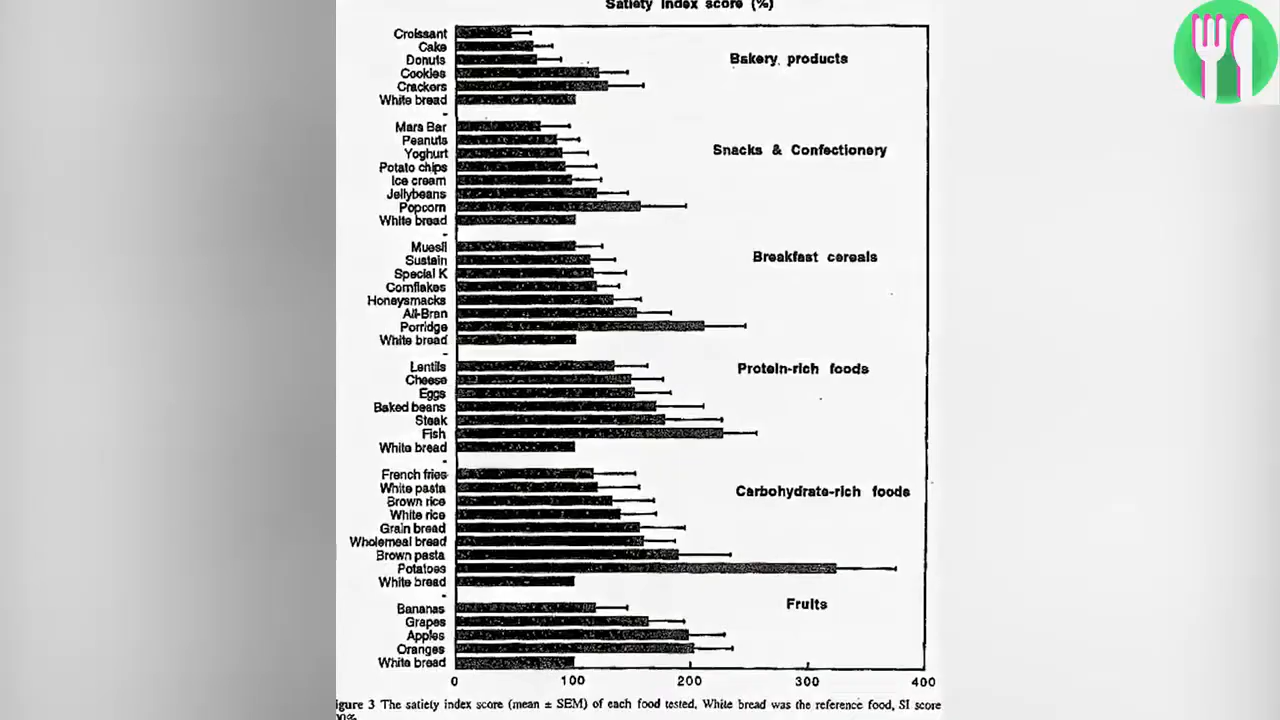 Satiety Index score (%)
Croissant
Cake
Donuts
Cookies
Crackers
White bread
Bakery products
Mars Bar
Peanuts
Yoghurt
Potato chips
Ice cream
Jellybeans
Popcorn
White bread
Snacks & Confectionery
Muesli
Sustain
Special K
Cornflakes
Honeysmacks
All-Bran
Porridge
White bread
Breakfast cereals
Lentils
Cheese
Eggs
Baked beans
Steak
Fish
White bread
Protein-rich foods
French fries
White pasta
Brown rice
White rice
Grain bread
Wholemeal bread
Brown pasta
Potatoes
White bread
Carbohydrate-rich foods
Bananas
Grapes
Apples
Oranges
White bread
Fruits
0 100 200 300 400
igure 3 The satiety index score (mean ± SEM) of each food tested. White bread was the reference food, SI score